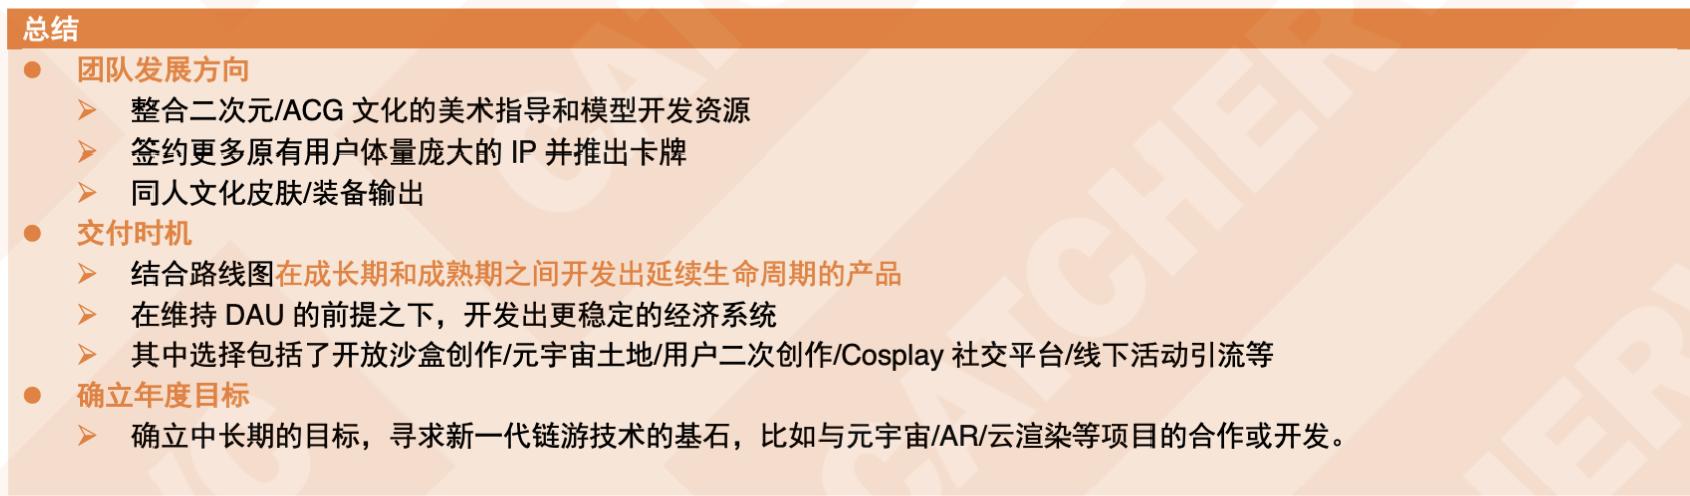 总结
团队发展方向
整合二次元/ACG 文化的美术指导和模型开发资源
签约更多原有用户体量庞大的 IP 并推出卡牌
同人文化皮肤/装备输出
交付时机
结合路线图在成长期和成熟期之间开发出延续生命周期的产品
在维持 DAU 的前提之下，开发出更稳定的经济系统
其中选择包括了开放沙盒创作/元宇宙土地/用户二次创作/Cosplay 社交平台/线下活动引流等
确立年度目标
确立中长期的目标，寻求新一代链游技术的基石，比如与元宇宙/AR/云渲染等项目的合作或开发。
CATCHER